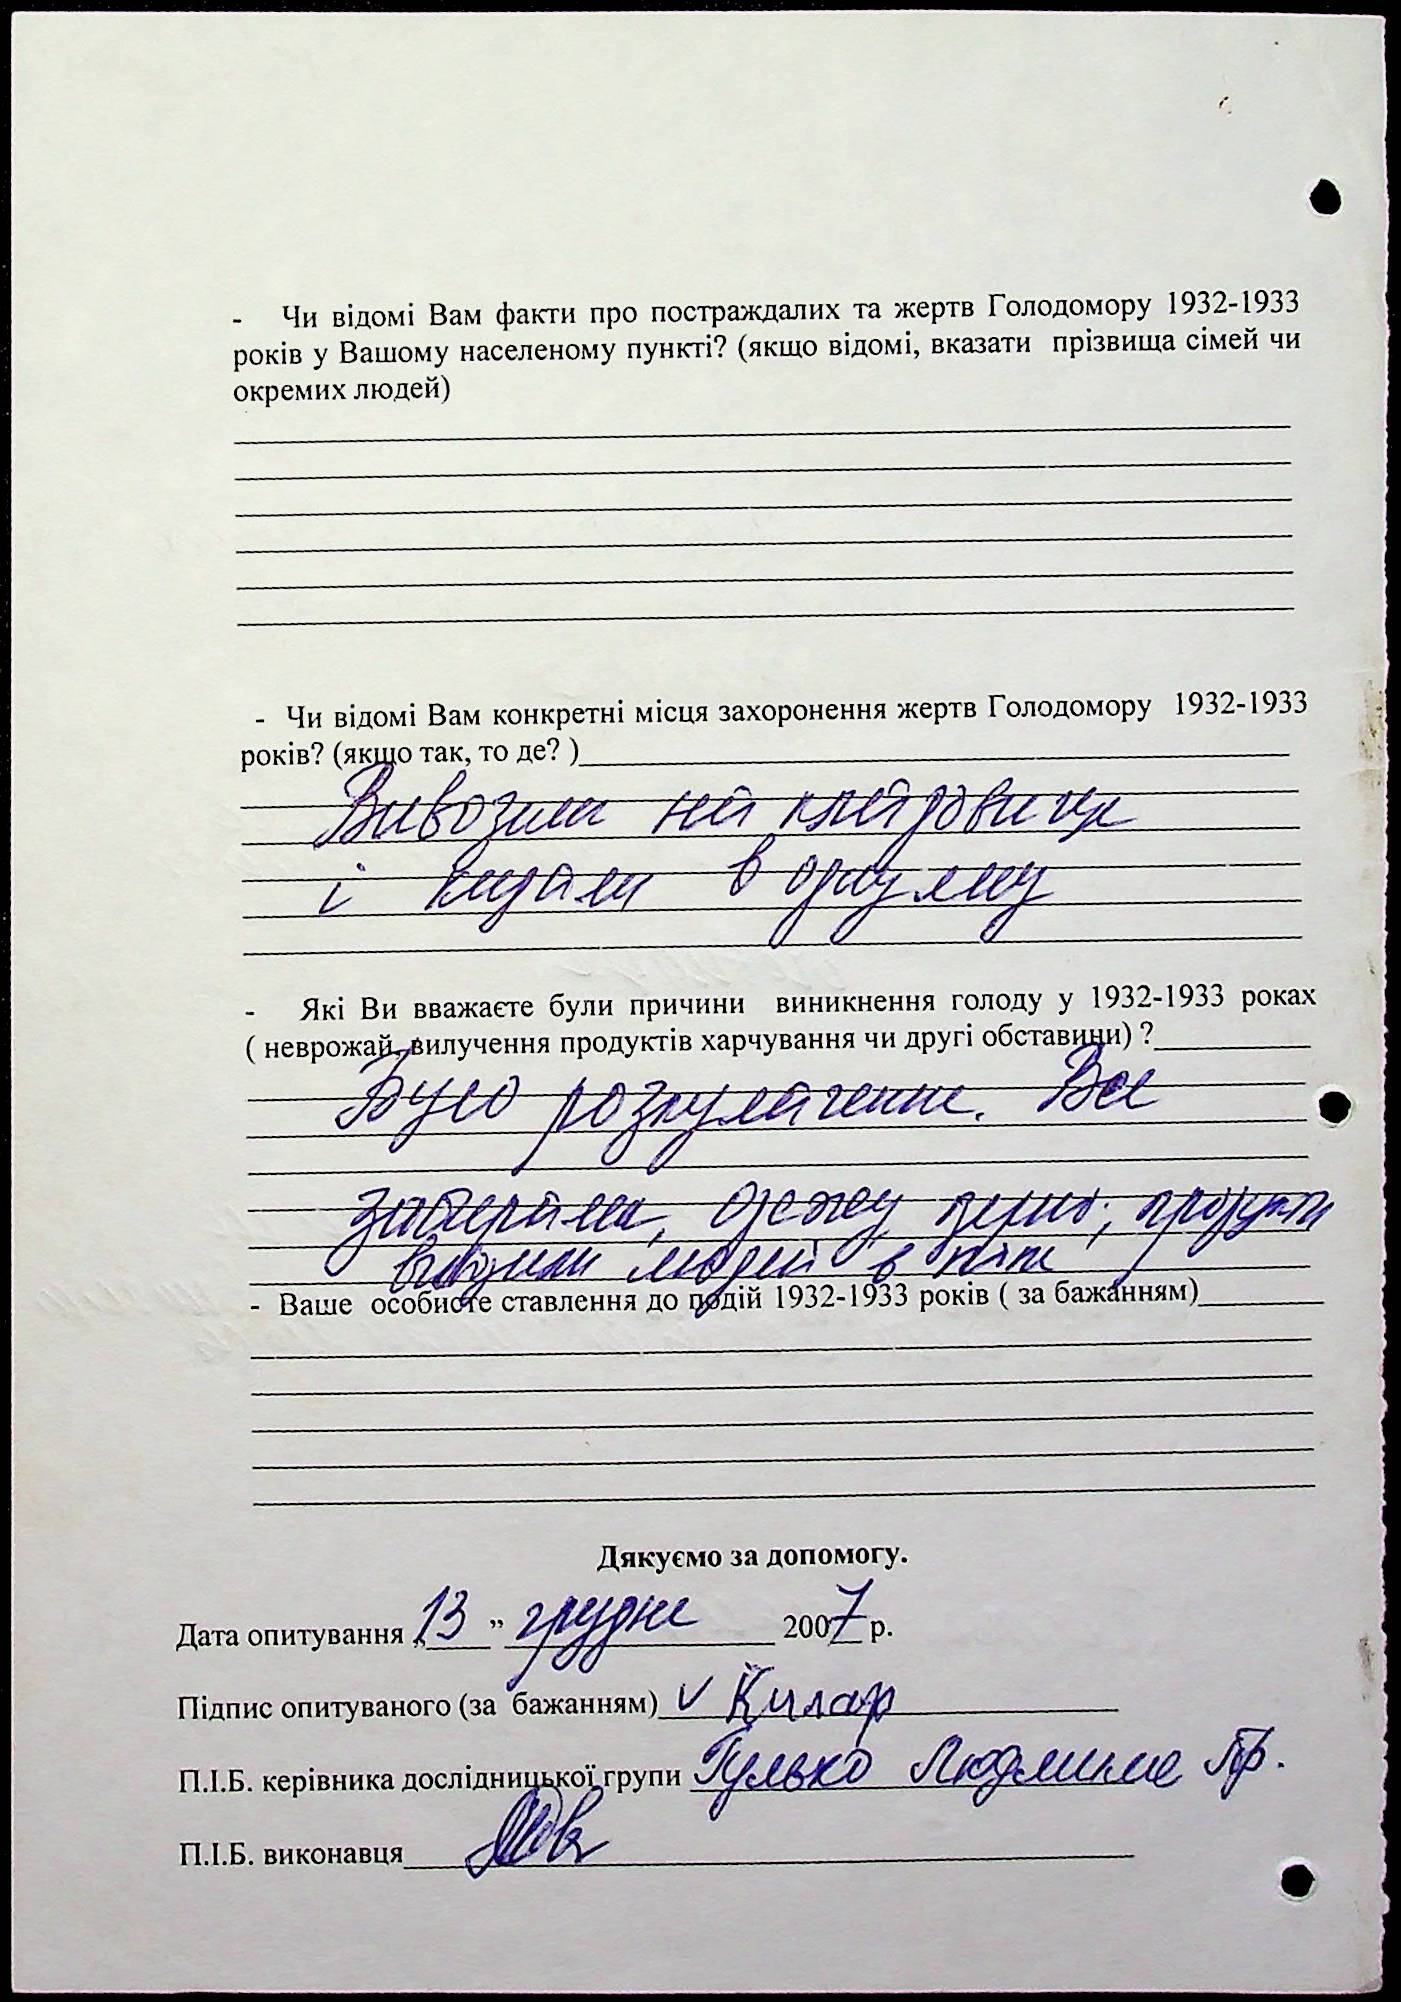 - Чи відомі Вам факти про постраждалих та жертв Голодомору 1932-1933
років у Вашому населеному пункті? (якщо відомі, вказати прізвища сімей чи
окремих людей)
- Чи відомі Вам конкретні місця захоронення жертв Голодомору 1932-1933
років? (якщо так, то де? )
Вивозили на кладовище
і кидали в одну яму
- Які Ви вважаєте були причини виникнення голоду у 1932-1933 роках
( неврожай, вилучення продуктів харчування чи другі обставини) ?
Було розкулачення. Все
забирали, одежу, зерно, продукти
людей в
- Ваше особисте ставлення до подій 1932-1933 років ( за бажанням)
Дякуємо за допомогу.
Дата опитування „13” грудня 2007 р.
Підпис опитуваного (за бажанням) v Килар
П.І.Б. керівника дослідницької групи Гулько Людмила Гр.
П.І.Б. виконавця